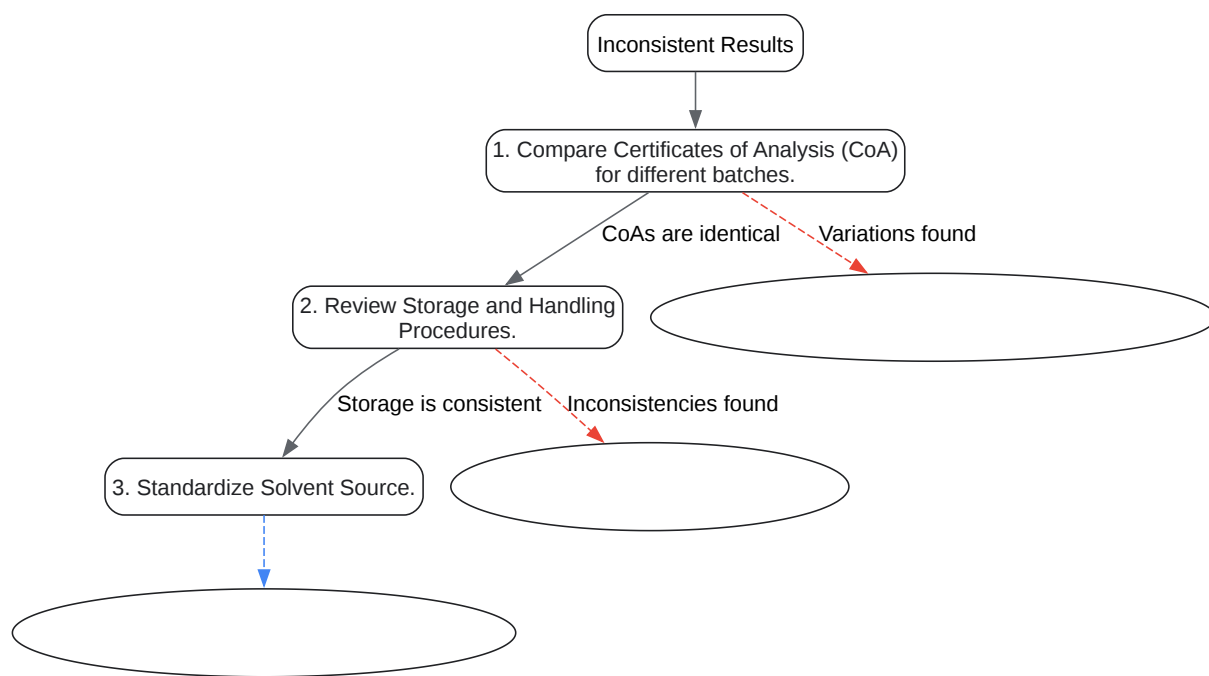 Inconsistent Results
1. Compare Certificates of Analysis (CoA)
for different batches.
CoAs are identical
Variations found
2. Review Storage and Handling
Procedures.
Storage is consistent
Inconsistencies found
3. Standardize Solvent Source.